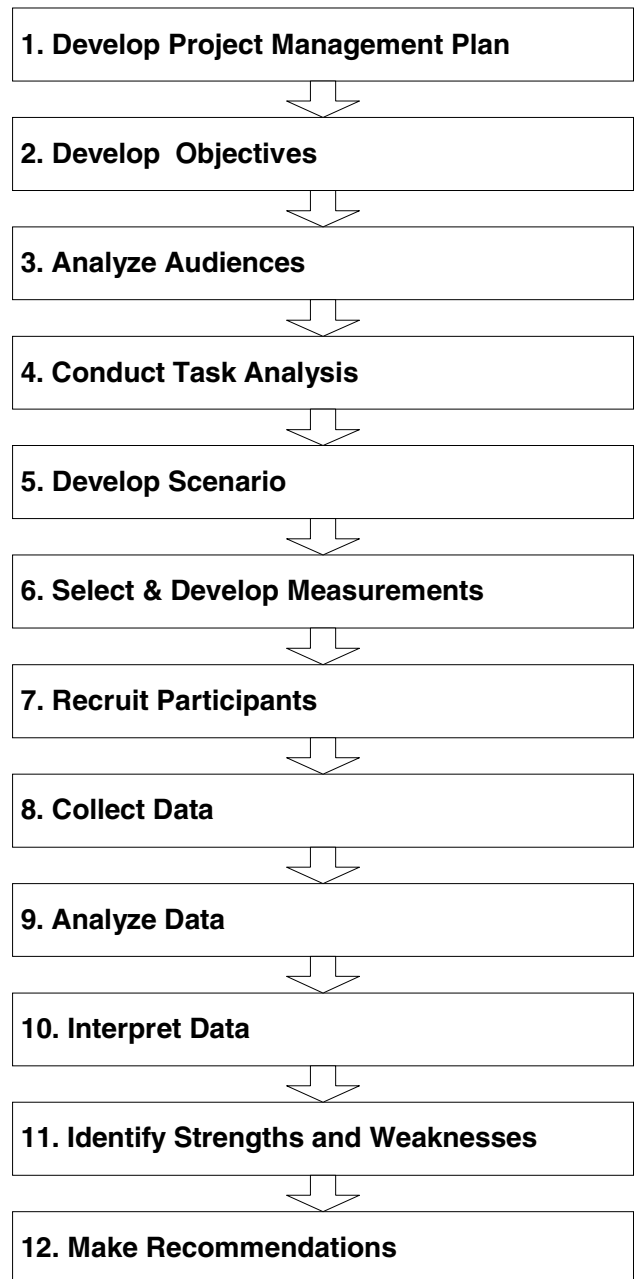 1. Develop Project Management Plan
2. Develop Objectives
3. Analyze Audiences
4. Conduct Task Analysis
5. Develop Scenario
6. Select & Develop Measurements
7. Recruit Participants
8. Collect Data
9. Analyze Data
10. Interpret Data
11. Identify Strengths and Weaknesses
12. Make Recommendations